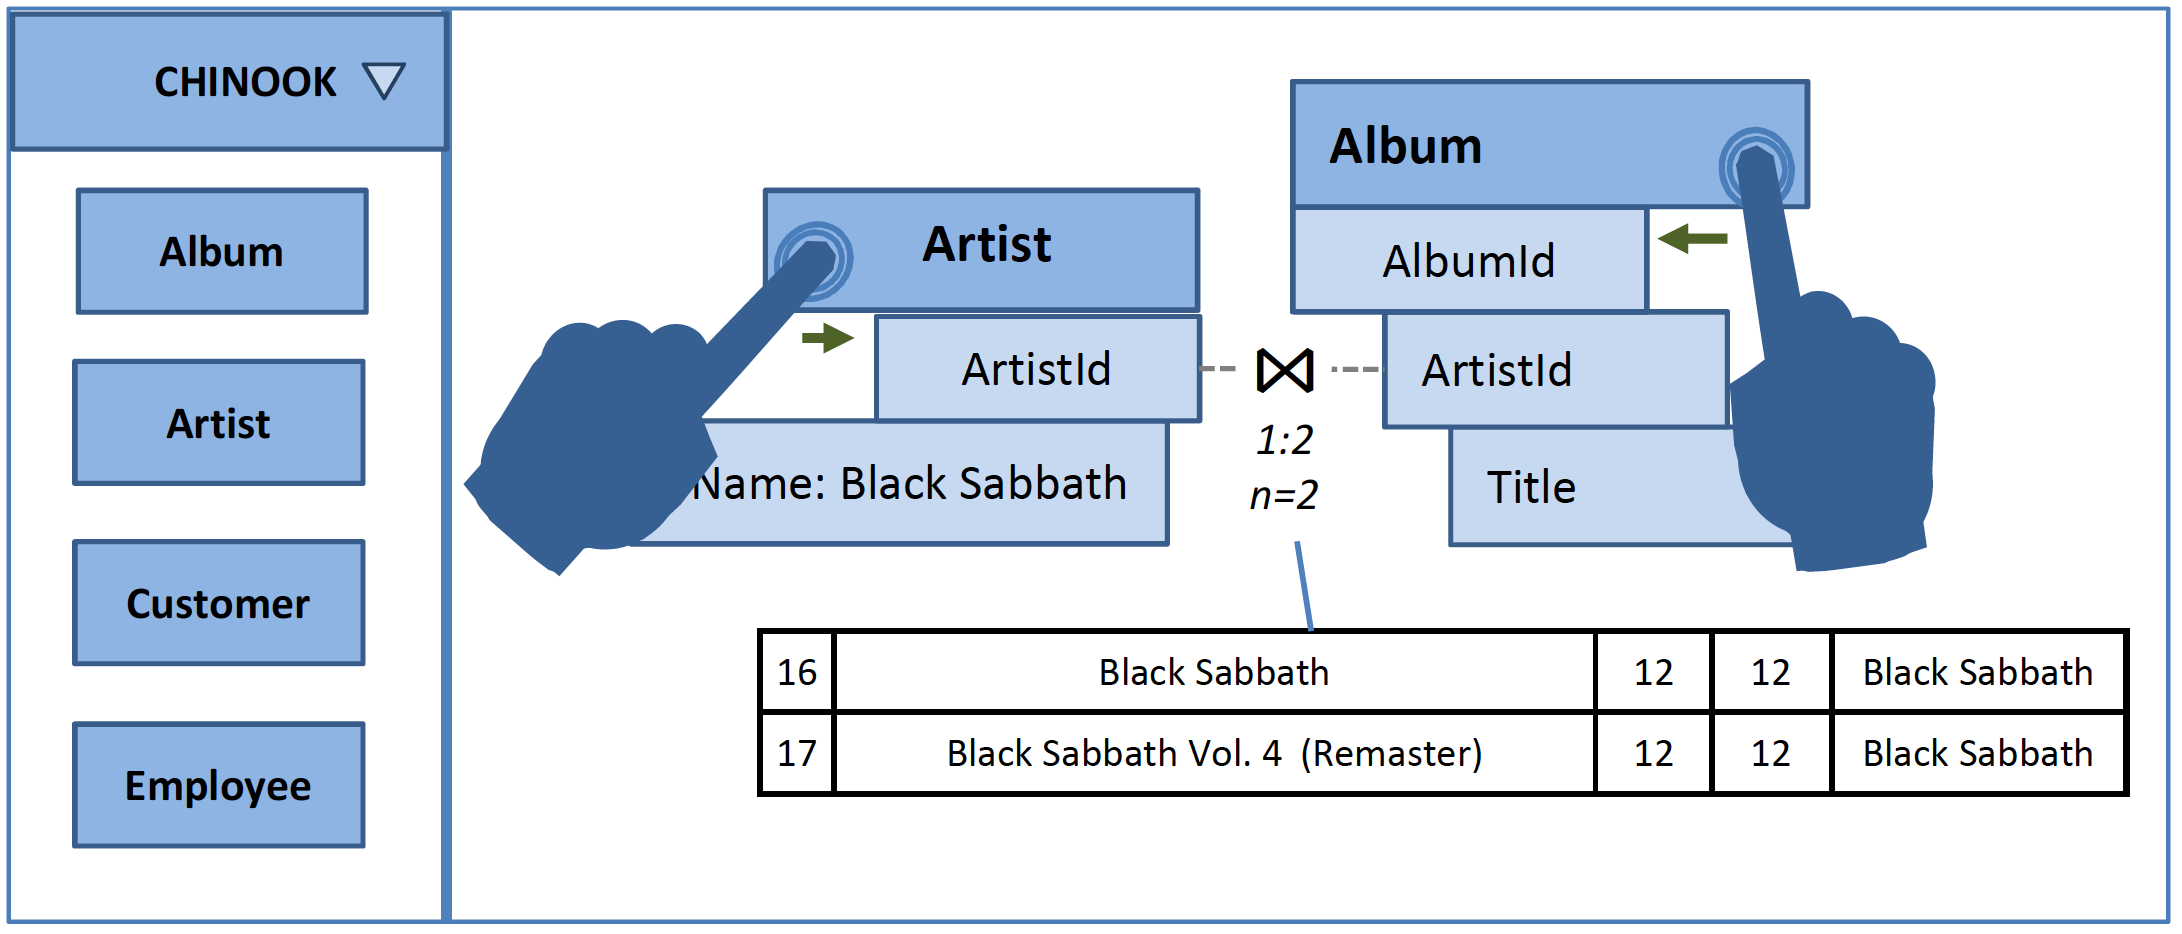 CHINOOK
Album
Artist
Customer
Employee
Artist
ArtistId
Name: Black Sabbath
Album
AlbumId
ArtistId
Title
⋈
1:2
n=2
16 Black Sabbath 12 12 Black Sabbath
17 Black Sabbath Vol. 4 (Remaster) 12 12 Black Sabbath